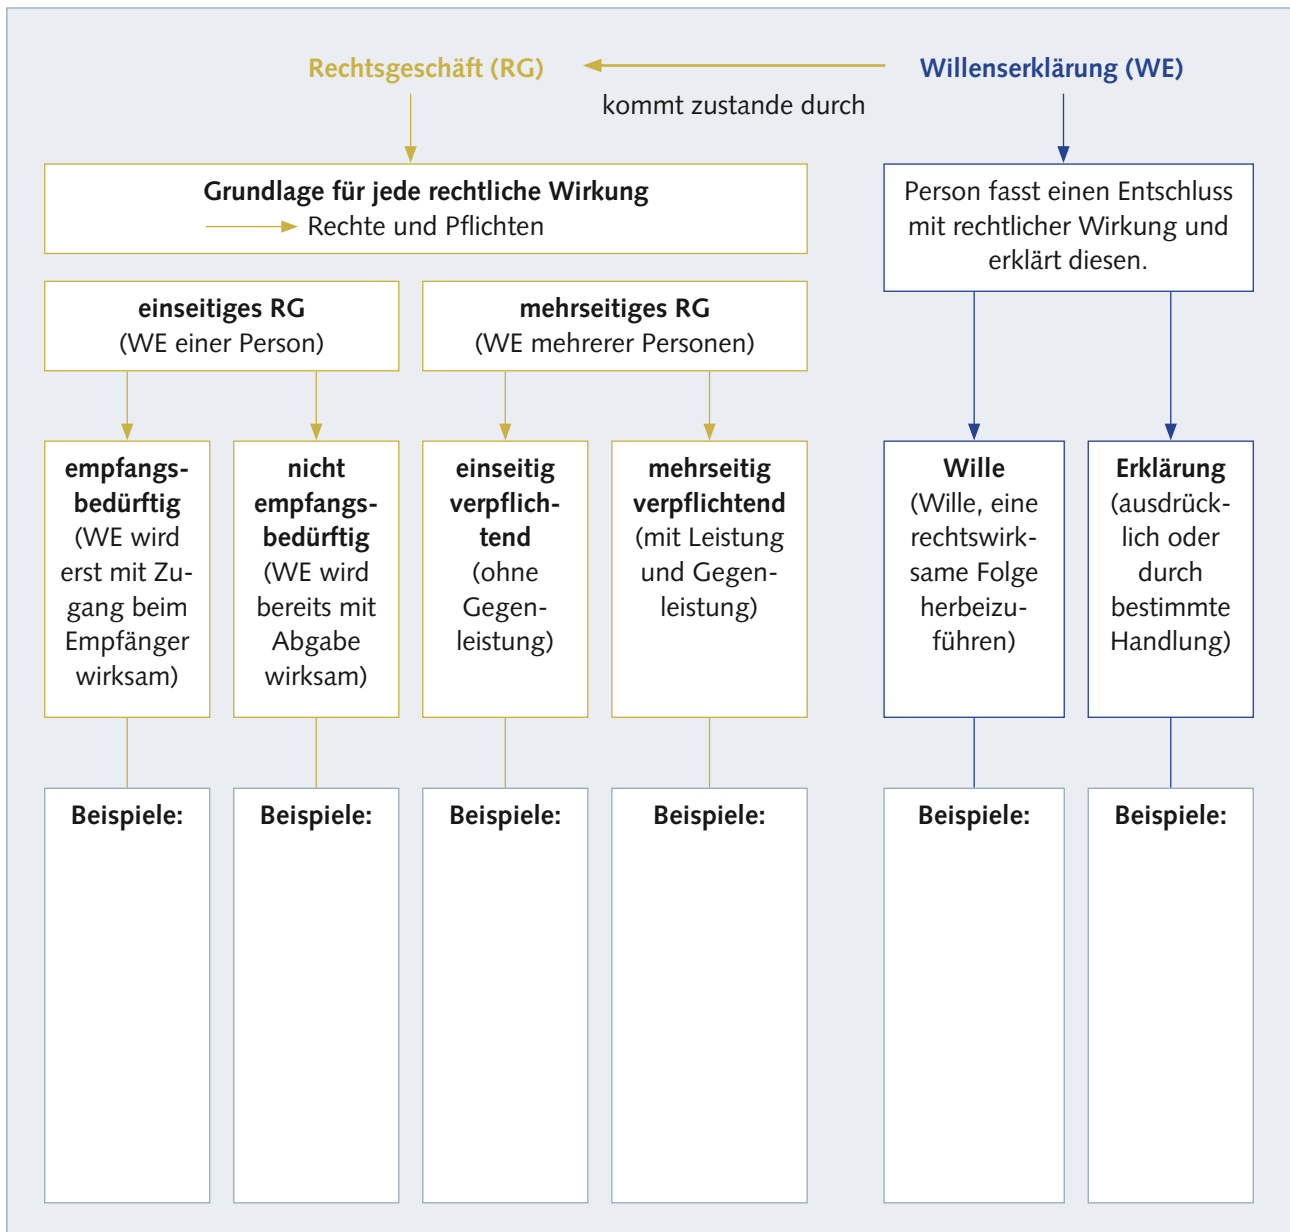 Rechtsgeschäft (RG)
kommt zustande durch
Willenserklärung (WE)
Grundlage für jede rechtliche Wirkung
Rechte und Pflichten
einseitiges RG
(WE einer Person)
mehrseitiges RG
(WE mehrerer Personen)
empfangs-
bedürftig
(WE wird
erst mit Zu-
gang beim
Empfänger
wirksam)
nicht
empfangs-
bedürftig
(WE wird
bereits mit
Abgabe
wirksam)
einseitig
verpflich-
tend
(ohne
Gegen-
leistung)
mehrseitig
verpflichtend
(mit Leistung
und Gegen-
leistung)
Beispiele:
Beispiele:
Beispiele:
Beispiele:
Person fasst einen Entschluss
mit rechtlicher Wirkung und
erklärt diesen.
Wille
(Wille, eine
rechtswirk-
same Folge
herbeizu-
führen)
Erklärung
(ausdrück-
lich oder
durch
bestimmte
Handlung)
Beispiele:
Beispiele: